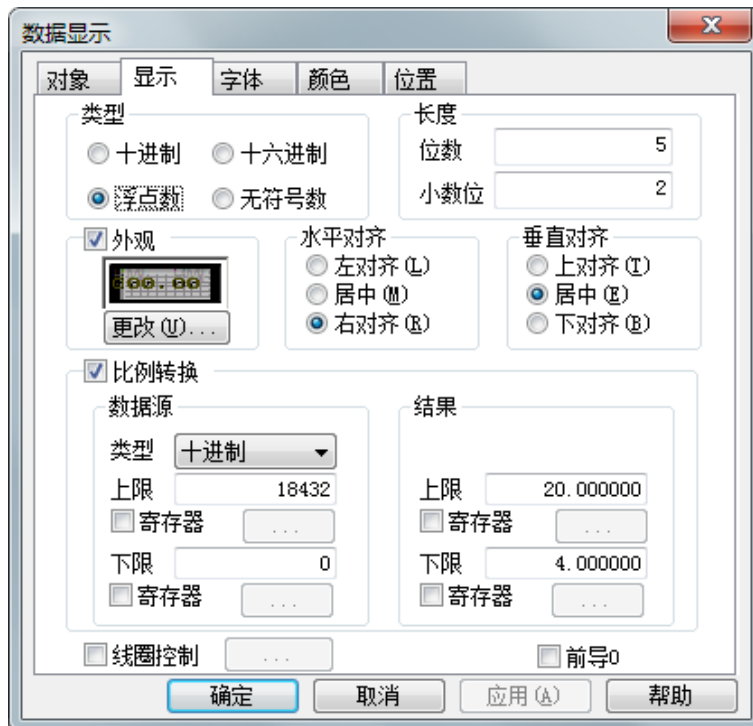 数据显示
对象 显示 字体 颜色 位置
类型
十进制 十六进制
浮点数 无符号数
长度
位数 5
小数位 2
外观
00.00
更改(U)...
水平对齐
左对齐(L)
居中(M)
右对齐(R)
垂直对齐
上对齐(T)
居中(E)
下对齐(B)
比例转换
数据源
类型 十进制
上限 18432
寄存器 ...
下限 0
寄存器 ...
结果
上限 20.000000
寄存器 ...
下限 4.000000
寄存器 ...
线圈控制 ... 前导0
确定 取消 应用(A) 帮助